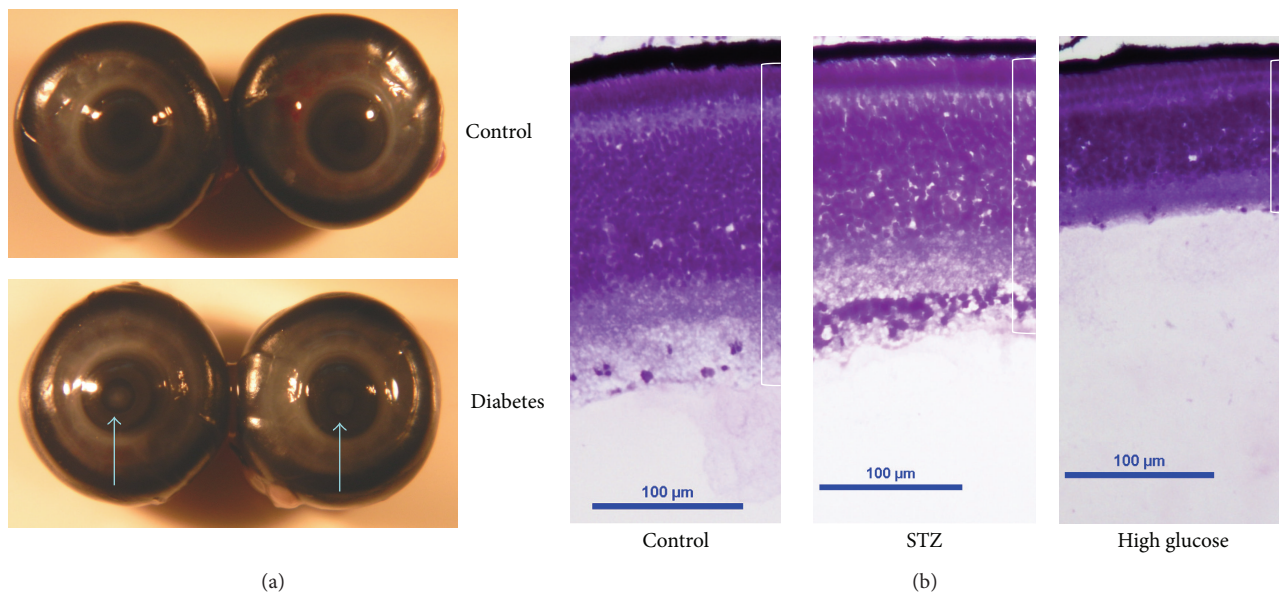 Control
Diabetes
(a)
100 µm
100 µm
100 µm
Control
STZ
High glucose
(b)